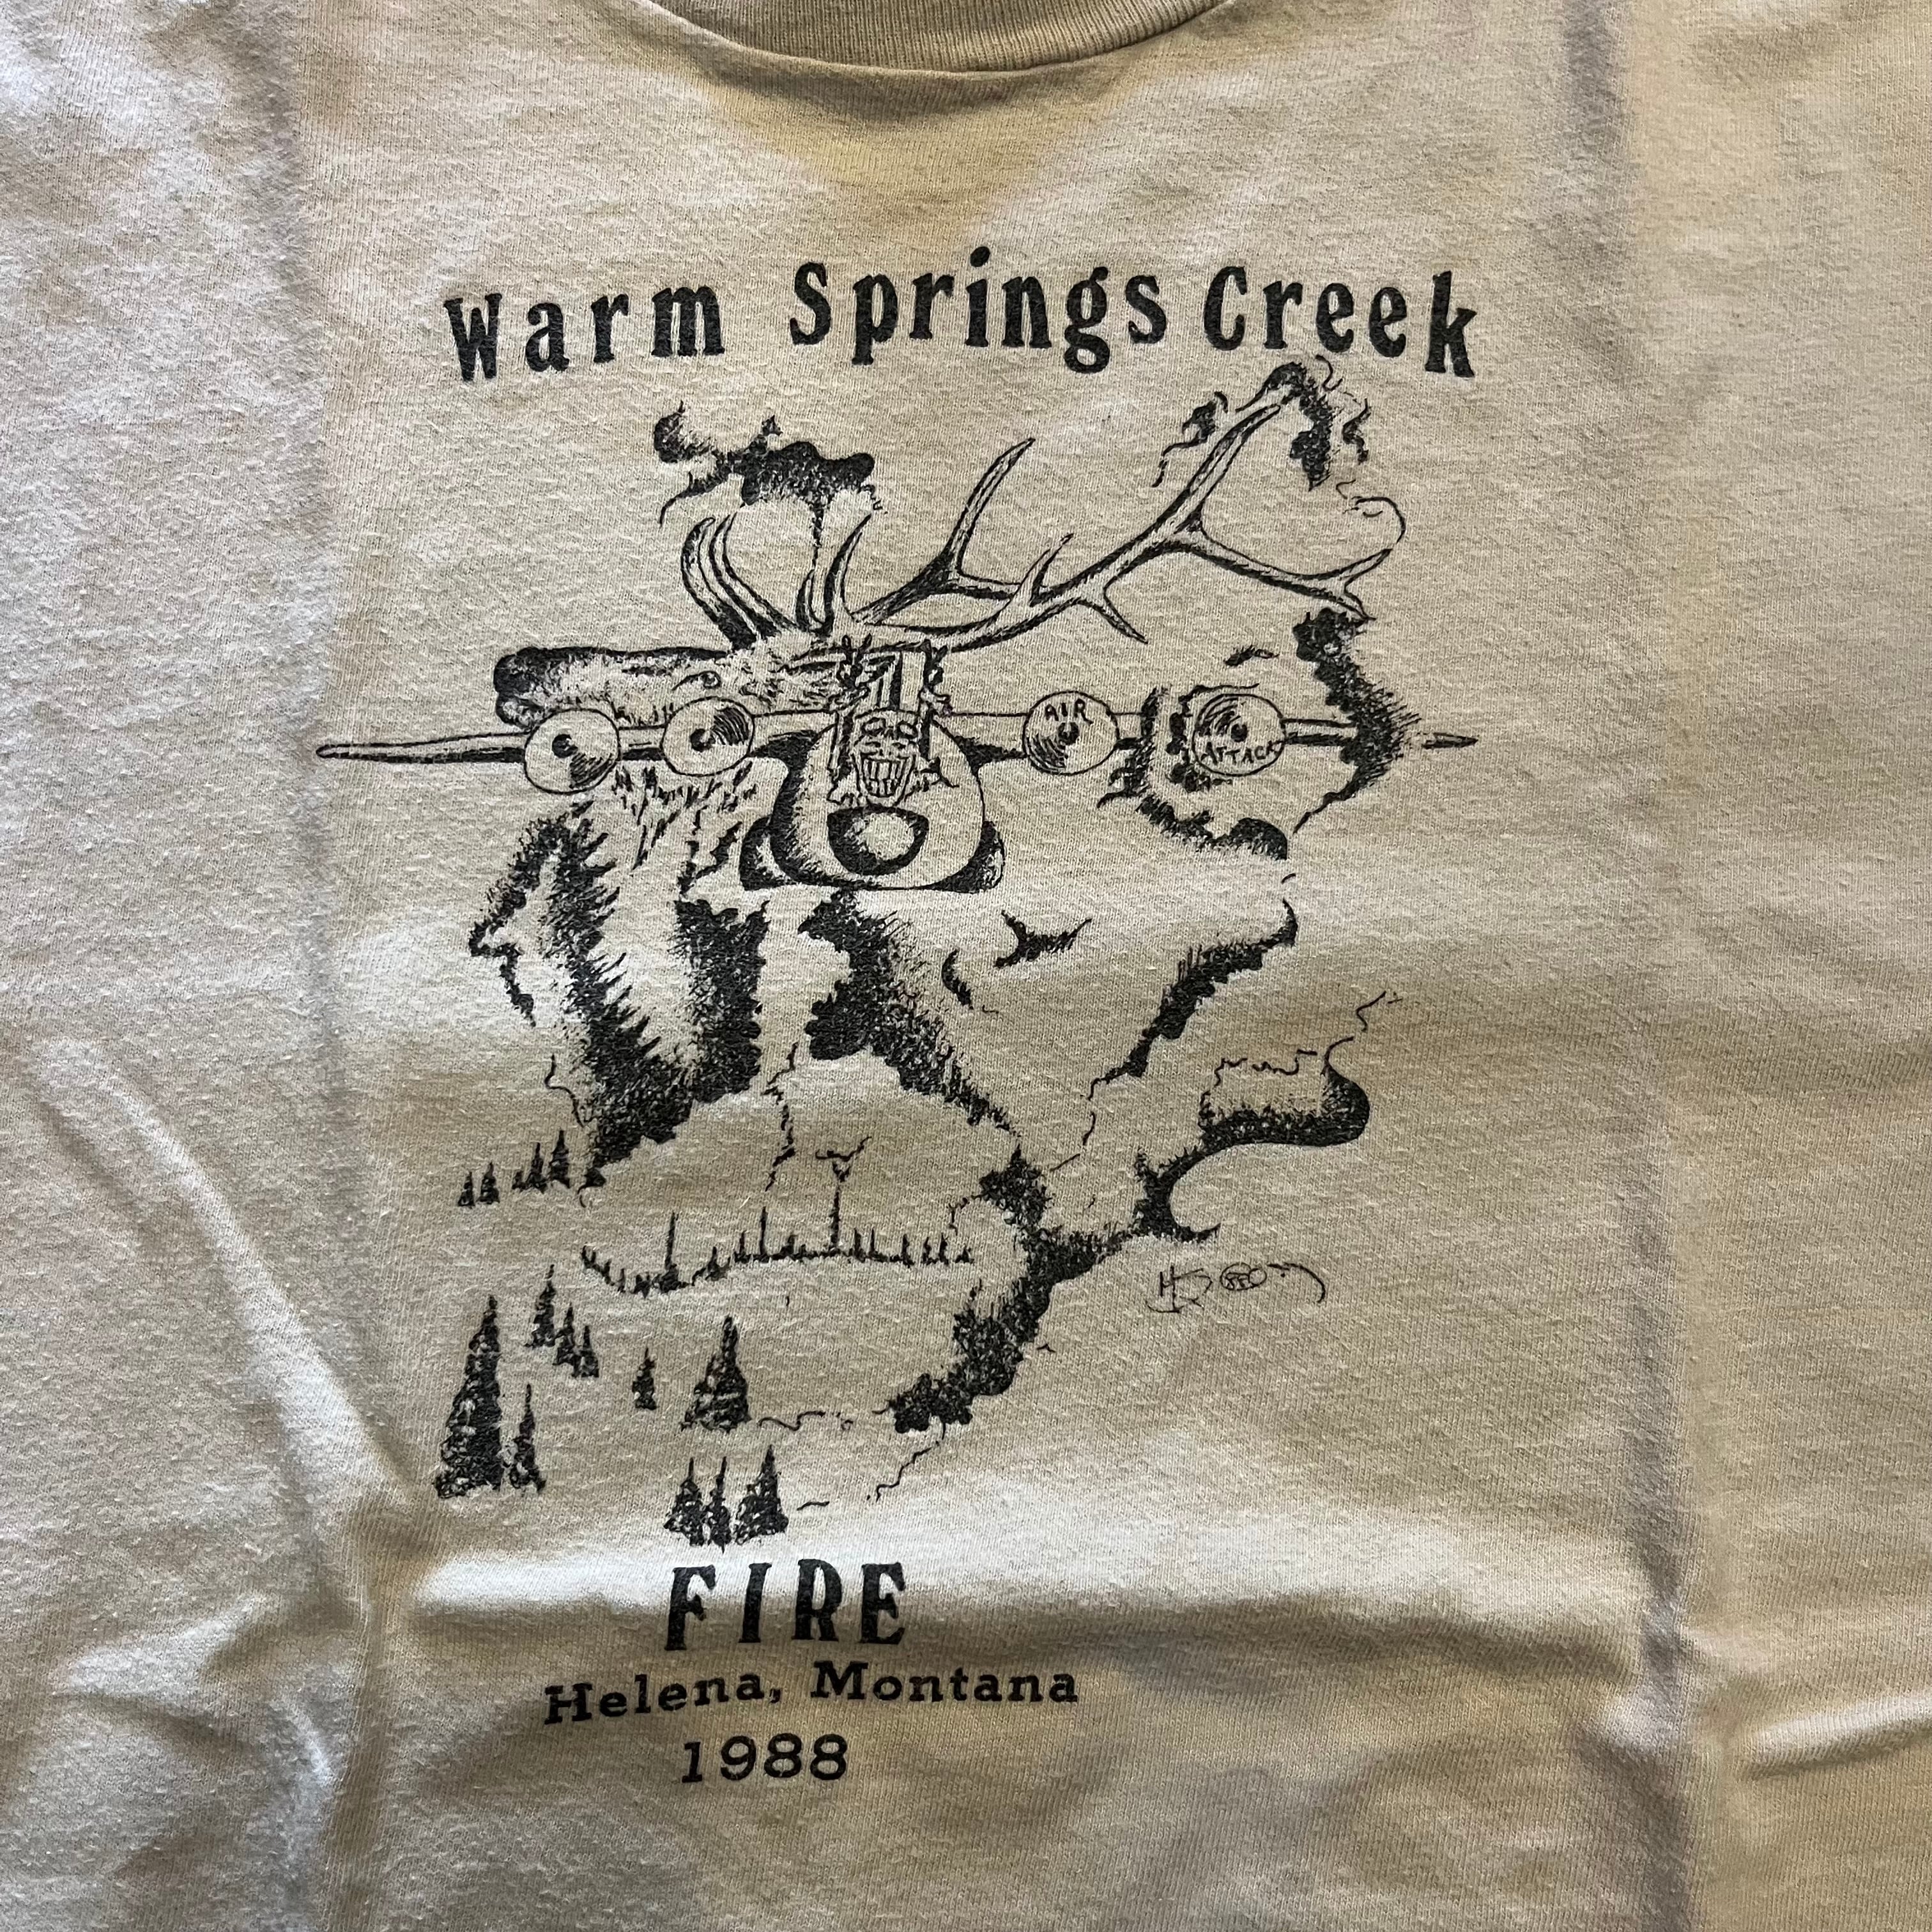 Warm Springs Creek
AIR
ATTACK
FIRE
Helena, Montana
1988